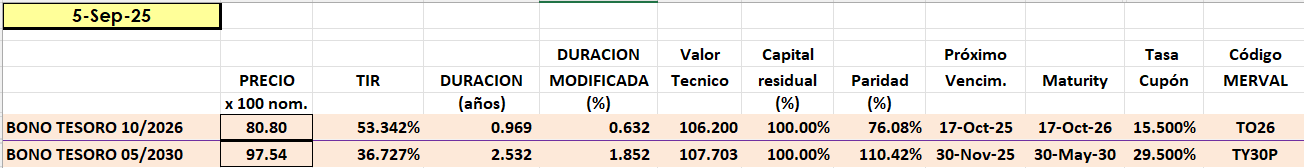 5-Sep-25
DURACION Valor Capital Próximo Tasa Código
PRECIO TIR DURACION MODIFICADA Tecnico residual Paridad Vencim. Maturity Cupón MERVAL
x 100 nom. (años) (%) (%) (%)
BONO TESORO 10/2026 80.80 53.342% 0.969 0.632 106.200 100.00% 76.08% 17-Oct-25 17-Oct-26 15.500% TO26
BONO TESORO 05/2030 97.54 36.727% 2.532 1.852 107.703 100.00% 110.42% 30-Nov-25 30-May-30 29.500% TY30P